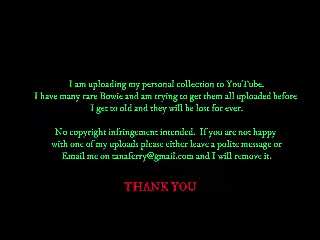 I am uploading my personal collection to YouTube.
I have many rare Bowie and am trying to get them all uploaded before
I get to old and they will be lost for ever.
No copyright infringement intended. If you are not happy
with one of my uploads please either leave a polite message or
Email me on tanaferry@gmail.com and I will remove it.
THANK YOU